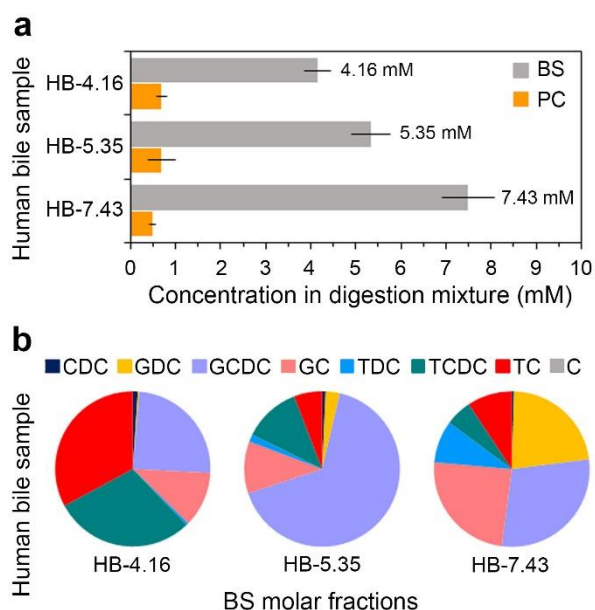 a
Human bile sample
HB-4.16
HB-5.35
HB-7.43
4.16 mM
5.35 mM
7.43 mM
BS
PC
0 1 2 3 4 5 6 7 8 9 10
Concentration in digestion mixture (mM)
b
CDC GDC GCDC GC TDC TCDC TC C
Human bile sample
HB-4.16 HB-5.35 HB-7.43
BS molar fractions